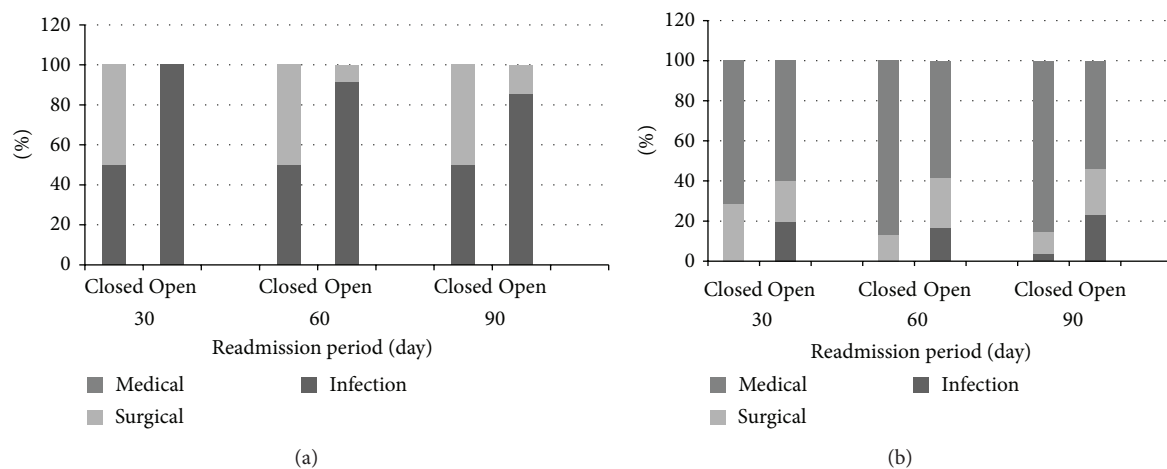 120
100
80
60
40
20
0
(%)
Closed Open Closed Open Closed Open
30 60 90
Readmission period (day)
Medical Infection
Surgical
(a)
120
100
80
60
40
20
0
(%)
Closed Open Closed Open Closed Open
30 60 90
Readmission period (day)
Medical Infection
Surgical
(b)